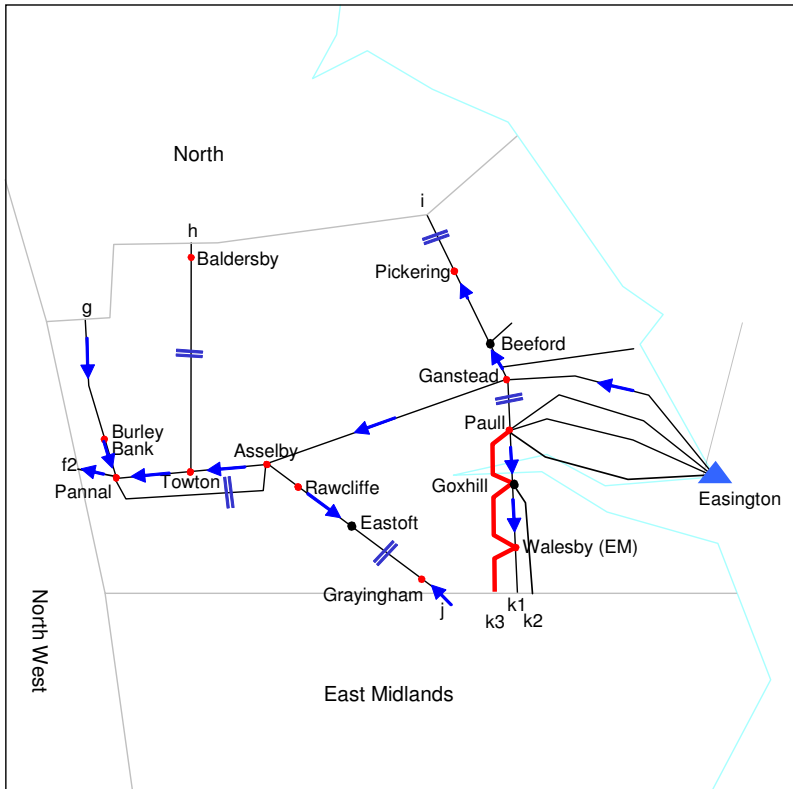 North
i
h
Baldersby
Pickering
g
Beeford
Ganstead
Paull
Burley
Bank
Asselby
f2
Pannal
Towton
Rawcliffe
Goxhill
Easington
Eastoft
Walesby (EM)
Grayingham
j
k1
k3
k2
North West
East Midlands